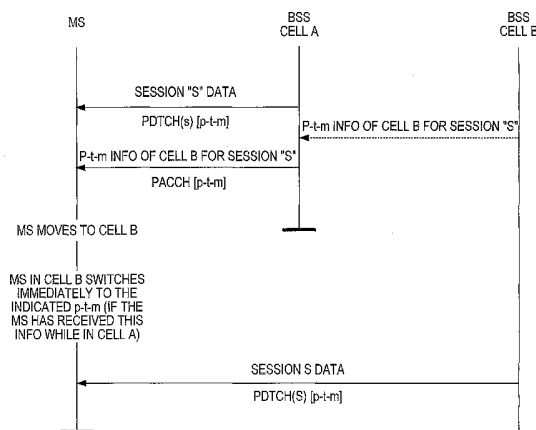 MS
BSS
CELL A
BSS
CELL B
SESSION "S" DATA
PDTCH(s) [p-t-m]
P-t-m INFO OF CELL B FOR SESSION "S"
P-t-m INFO OF CELL B FOR SESSION "S"
PACCH [p-t-m]
MS MOVES TO CELL B
MS IN CELL B SWITCHES
IMMEDIATELY TO THE
INDICATED p-t-m (IF THE
MS HAS RECEIVED THIS
INFO WHILE IN CELL A)
SESSION S DATA
PDTCH(S) [p-t-m]